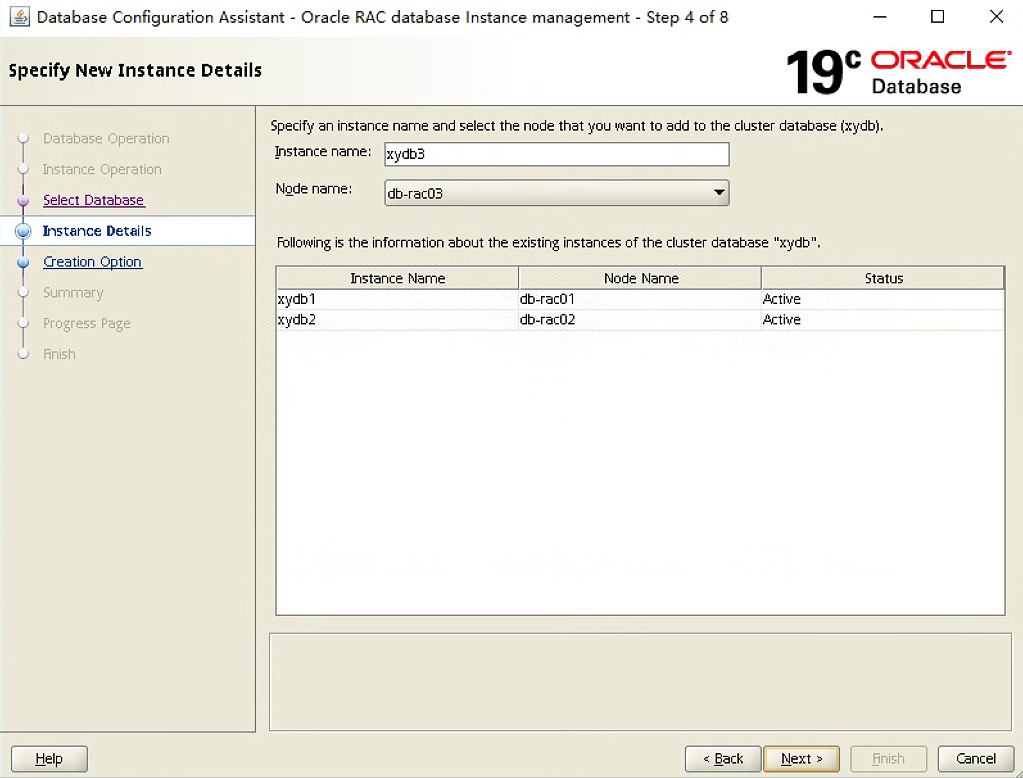 Database Configuration Assistant - Oracle RAC database Instance management - Step 4 of 8
Specify New Instance Details
19c ORACLE
Database
Database Operation
Instance Operation
Select Database
Instance Details
Creation Option
Summary
Progress Page
Finish
Specify an instance name and select the node that you want to add to the cluster database (xydb).
Instance name: xydb3
Node name: db-rac03
Following is the information about the existing instances of the cluster database "xydb".
Instance Name Node Name Status
xydb1 db-rac01 Active
xydb2 db-rac02 Active
Help < Back Next > Finish Cancel